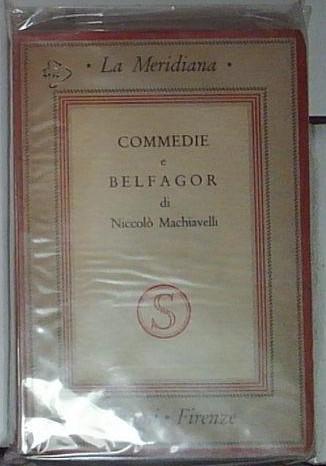 • La Meridiana •
COMMEDIE
e
BELFAGOR
di
Niccolò Machiavelli
S
• Firenze